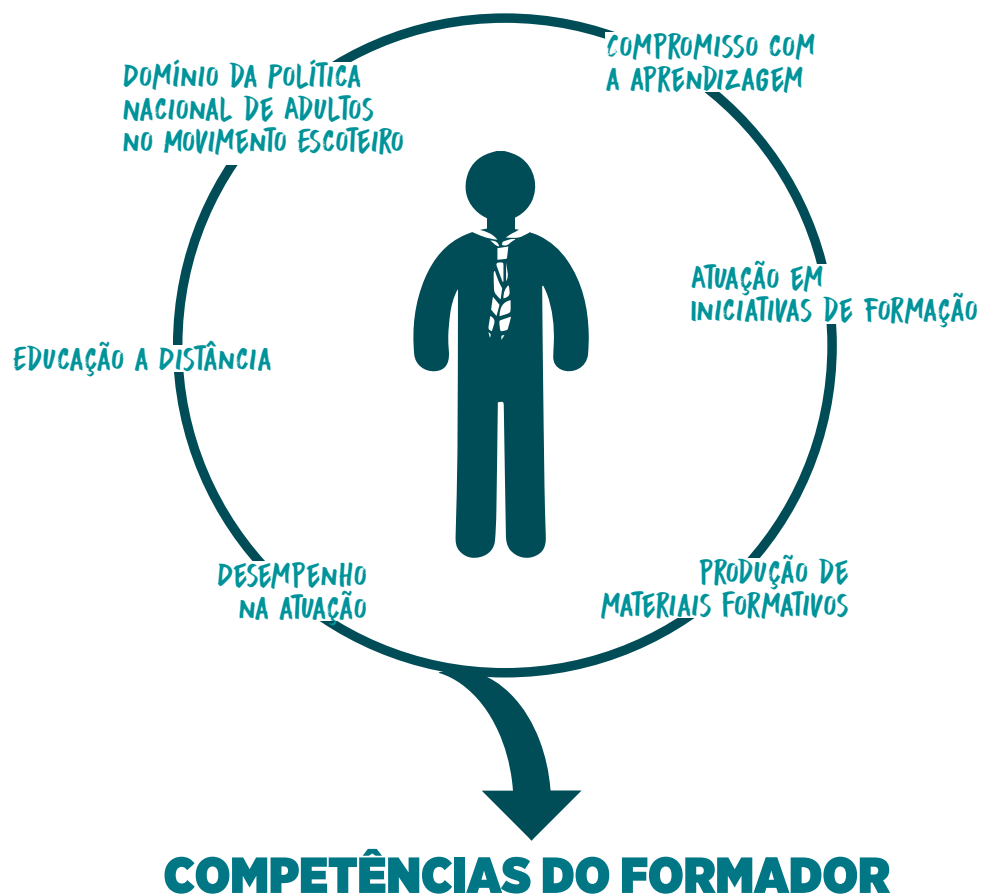 DOMÍNIO DA POLÍTICA
NACIONAL DE ADULTOS
NO MOVIMENTO ESCOTEIRO
COMPROMISSO COM
A APRENDIZAGEM
ATUAÇÃO EM
INICIATIVAS DE FORMAÇÃO
EDUCAÇÃO A DISTÂNCIA
DESEMPENHO
NA ATUAÇÃO
PRODUÇÃO DE
MATERIAIS FORMATIVOS
COMPETÊNCIAS DO FORMADOR